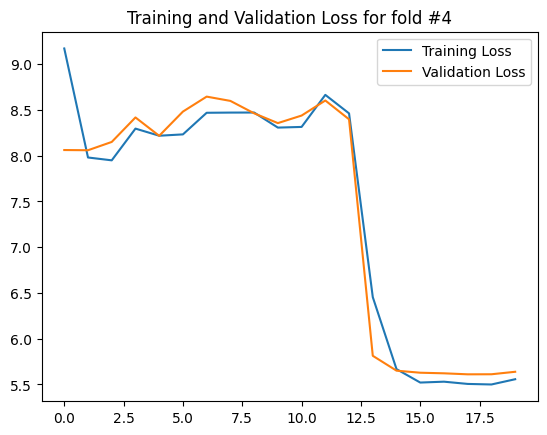 Training and Validation Loss for fold #4
Training Loss
Validation Loss
9.0
8.5
8.0
7.5
7.0
6.5
6.0
5.5
0.0 2.5 5.0 7.5 10.0 12.5 15.0 17.5